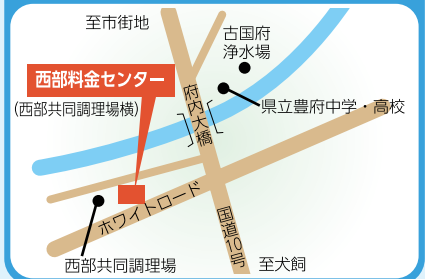 至市街地
古国府
浄水場
西部料金センター
(西部共同調理場横)
府内大橋
県立豊府中学・高校
ホワイトロード
国道10号
西部共同調理場
至犬飼